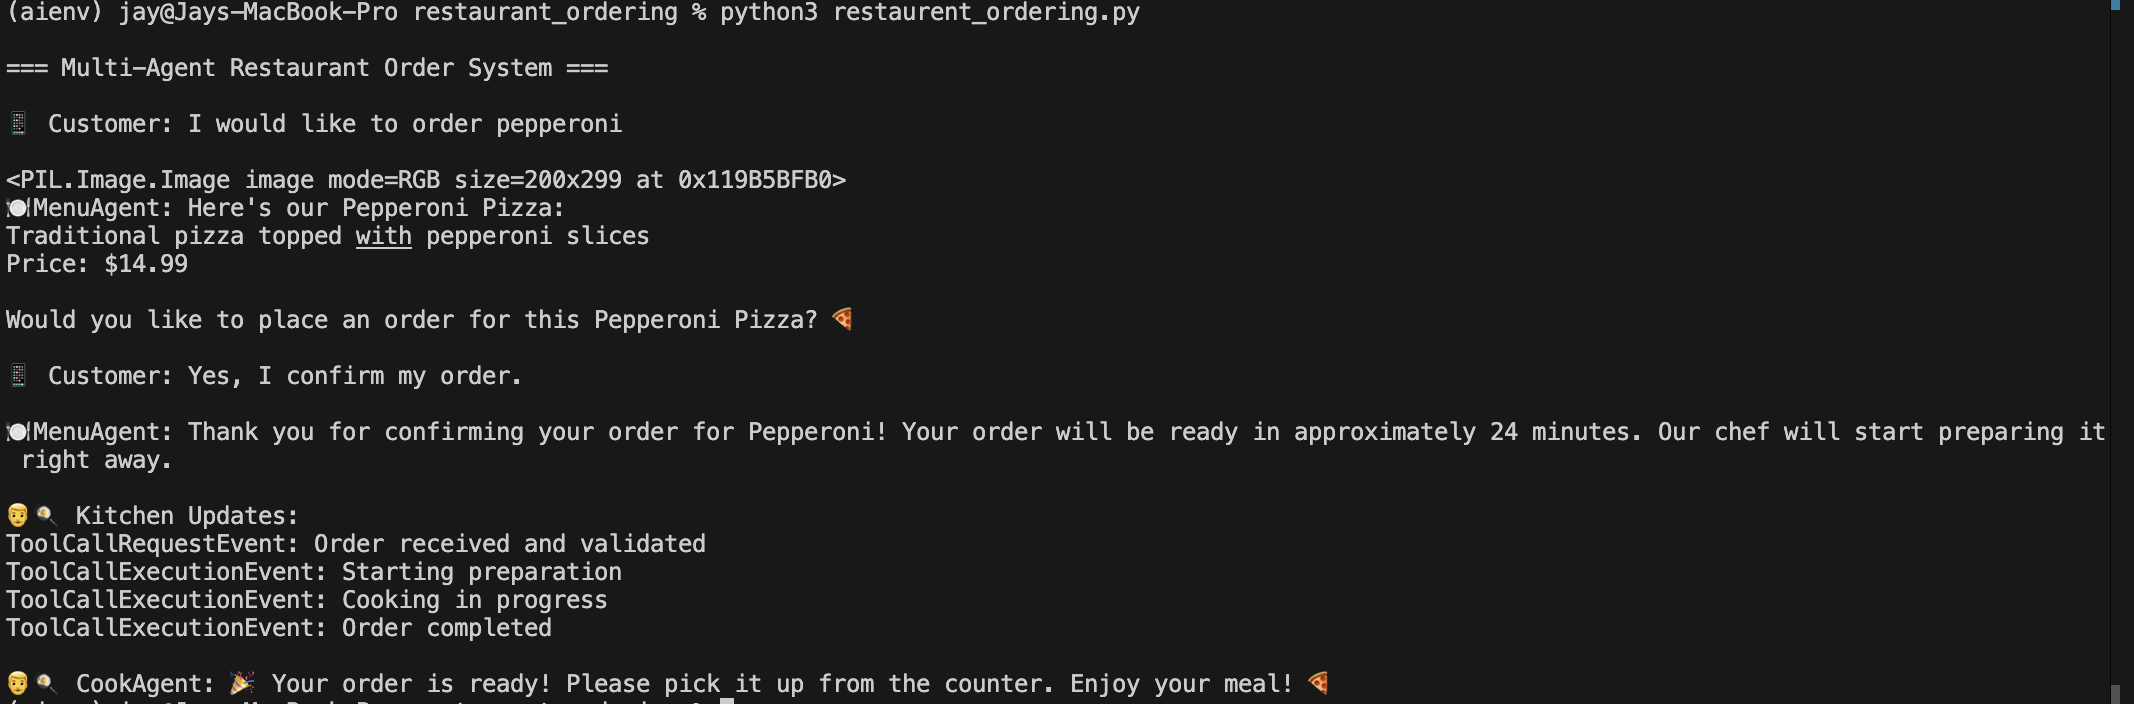 (aienv) jay@Jays-MacBook-Pro restaurant_ordering % python3 restaurent_ordering.py
=== Multi-Agent Restaurant Order System ===
📱 Customer: I would like to order pepperoni
<PIL.Image.Image image mode=RGB size=200x299 at 0x119B5BFB0>
🍽️MenuAgent: Here's our Pepperoni Pizza:
Traditional pizza topped with pepperoni slices
Price: $14.99
Would you like to place an order for this Pepperoni Pizza? 🍕
📱 Customer: Yes, I confirm my order.
🍽️MenuAgent: Thank you for confirming your order for Pepperoni! Your order will be ready in approximately 24 minutes. Our chef will start preparing it
right away.
👨🍳 Kitchen Updates:
ToolCallRequestEvent: Order received and validated
ToolCallExecutionEvent: Starting preparation
ToolCallExecutionEvent: Cooking in progress
ToolCallExecutionEvent: Order completed
👨🍳 CookAgent: 🎉 Your order is ready! Please pick it up from the counter. Enjoy your meal! 🍕